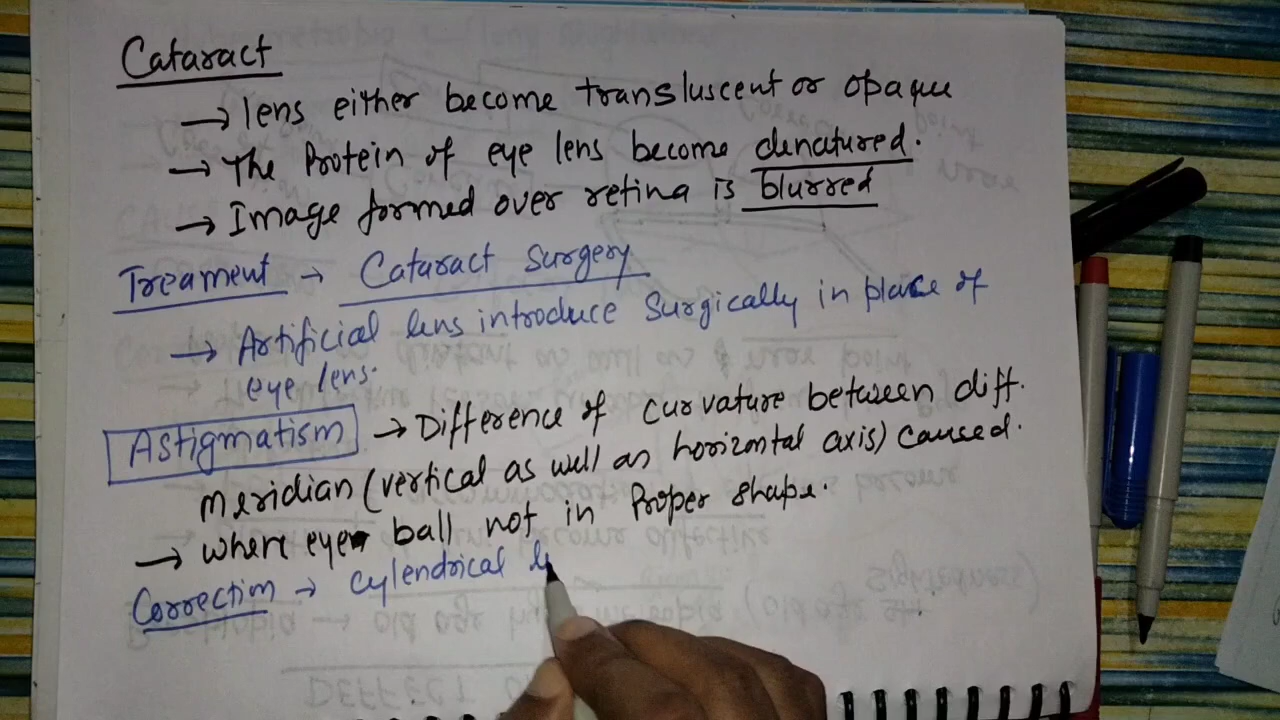 Cataract
→ lens either become transluscent or opaque
→ The Protein of eye lens become denatured.
→ Image formed over retina is blurred
Treament → Cataract Surgery
→ Artificial lens introduce surgically in place of
eye lens.
Astigmatism → Difference of curvature between diff.
Meridian (vertical as well as horizontal axis) caused.
→ where eye ball not in Proper shape.
Correction → Cylendrical